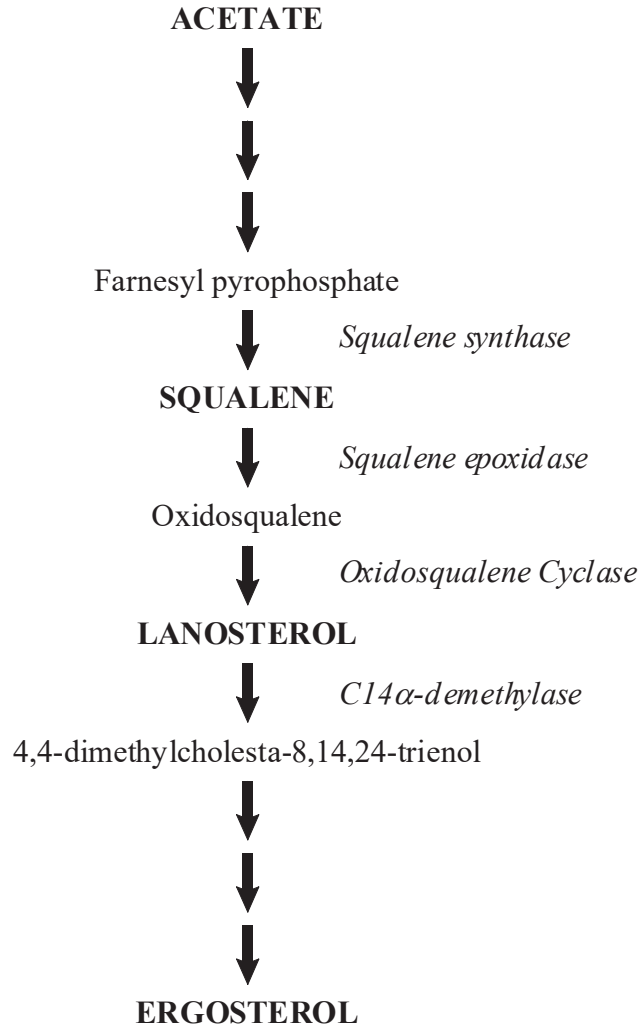 ACETATE
Farnesyl pyrophosphate
Squalene synthase
SQUALENE
Squalene epoxidase
Oxidosqualene
Oxidosqualene Cyclase
LANOSTEROL
C14α-demethylase
4,4-dimethylcholesta-8,14,24-trienol
ERGOSTEROL